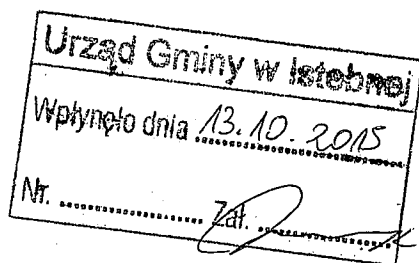 Urząd Gminy w Istebnej
Wpłynęło dnia 13.10.2015
Nr. .................... Zał. ....................